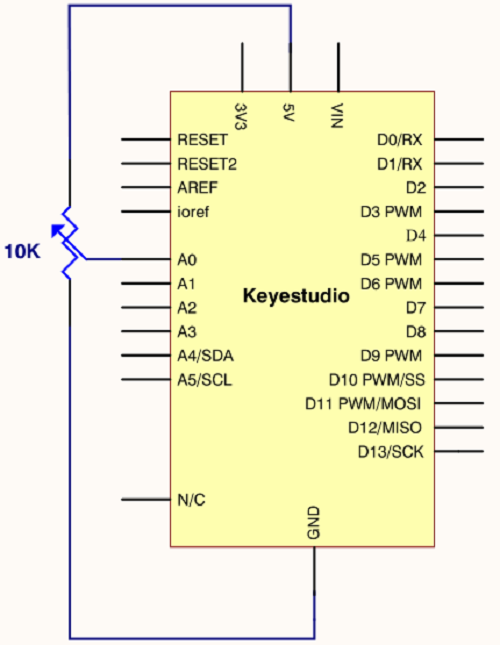 3V3
5V
VIN
RESET
RESET2
AREF
ioref
A0
A1
A2
A3
A4/SDA
A5/SCL
N/C
10K
Keyestudio
D0/RX
D1/RX
D2
D3 PWM
D4
D5 PWM
D6 PWM
D7
D8
D9 PWM
D10 PWM/SS
D11 PWM/MOSI
D12/MISO
D13/SCK
GND